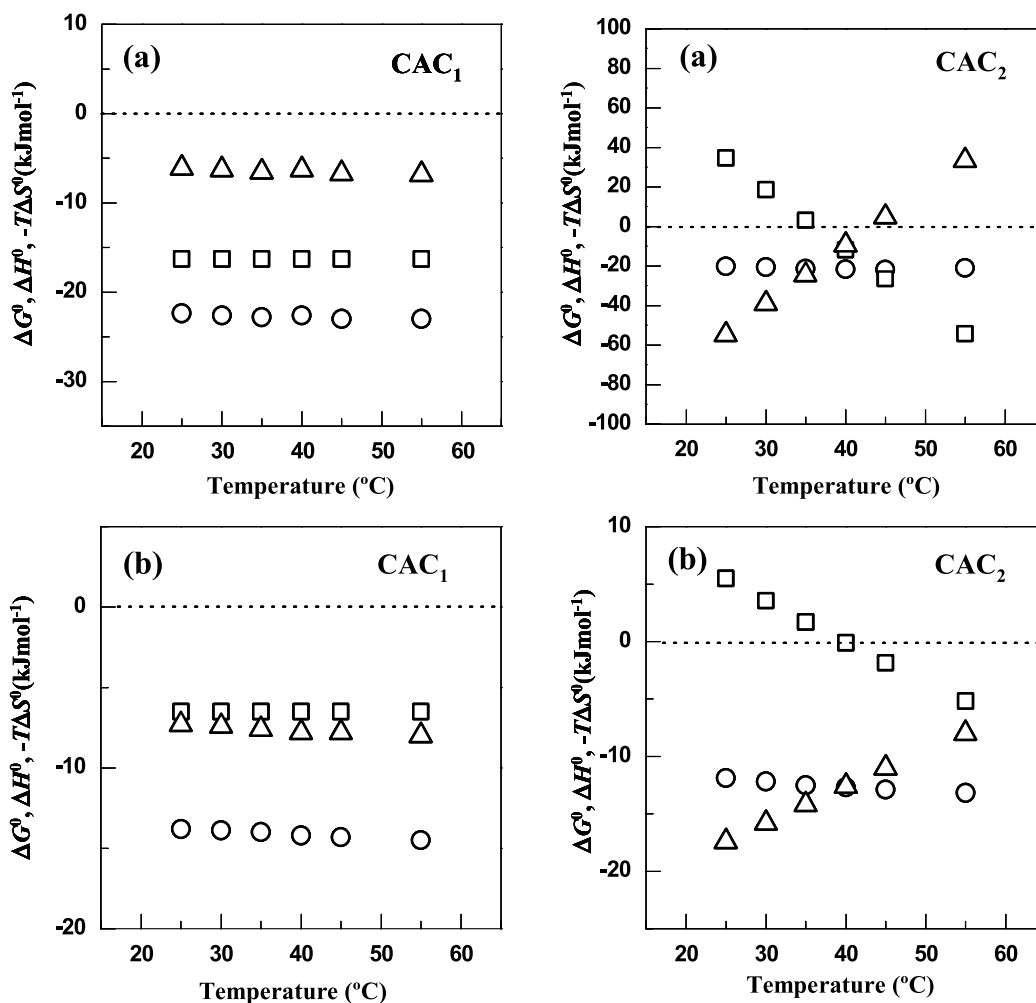 (a) CAC₁
10
0
-10
-20
-30
20 30 40 50 60
Temperature (ºC)
ΔG⁰, ΔH⁰, -TΔS⁰(kJmol⁻¹)
(a) CAC₂
100
80
60
40
20
0
-20
-40
-60
-80
-100
20 30 40 50 60
Temperature (ºC)
ΔG⁰, ΔH⁰, -TΔS⁰(kJmol⁻¹)
(b) CAC₁
0
-10
-20
20 30 40 50 60
Temperature (ºC)
ΔG⁰, ΔH⁰, -TΔS⁰(kJmol⁻¹)
(b) CAC₂
10
0
-10
-20
20 30 40 50 60
Temperature (ºC)
ΔG⁰, ΔH⁰, -TΔS⁰(kJmol⁻¹)